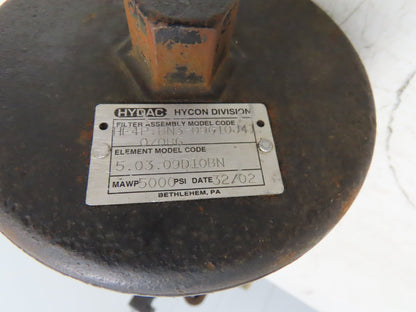 HYDAC HYCON DIVISION
FILTER ASSEMBLY MODEL CODE
ELEMENT MODEL CODE
5.03.09D10BN
MAWP 5000 PSI DATE 32/02
BETHLEHEM, PA